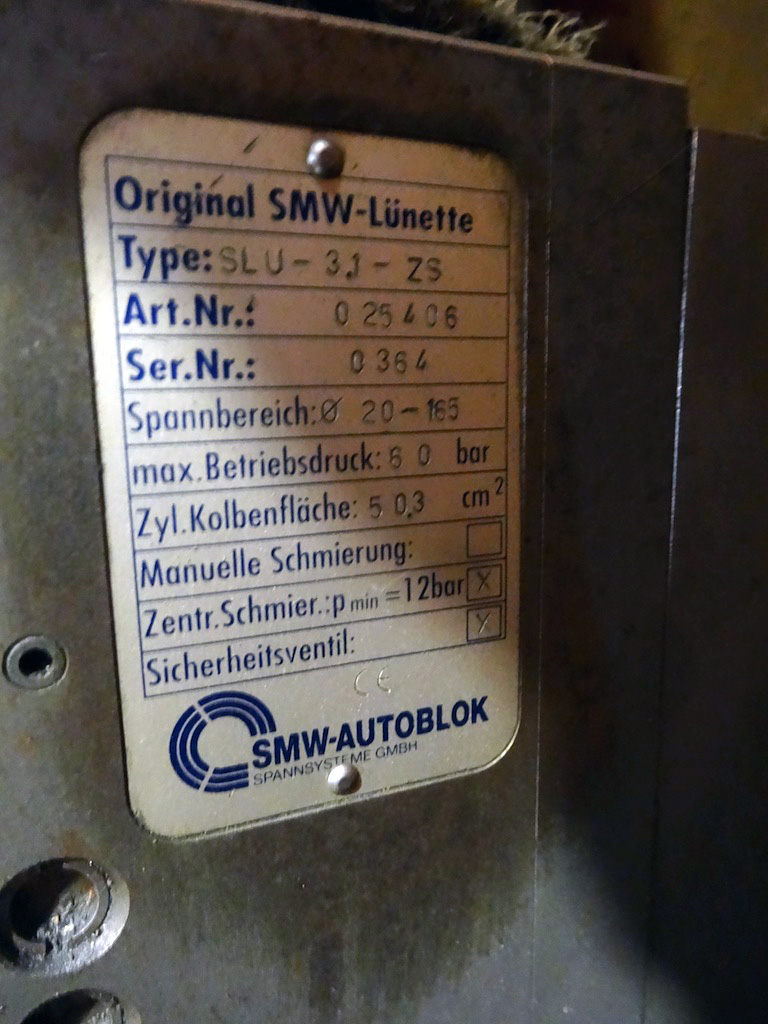 Original SMW-Lünette
Type: SLU - 3.1 - ZS
Art.Nr.: 025406
Ser.Nr.: 0364
Spannbereich: Ø 20-165
max.Betriebsdruck: 60 bar
Zyl.Kolbenfläche: 50,3 cm²
Manuelle Schmierung:
Zentr.Schmier.:p min =12bar X
Sicherheitsventil: X
CE
SMW-AUTOBLOK
SPANNSYSTEME GMBH